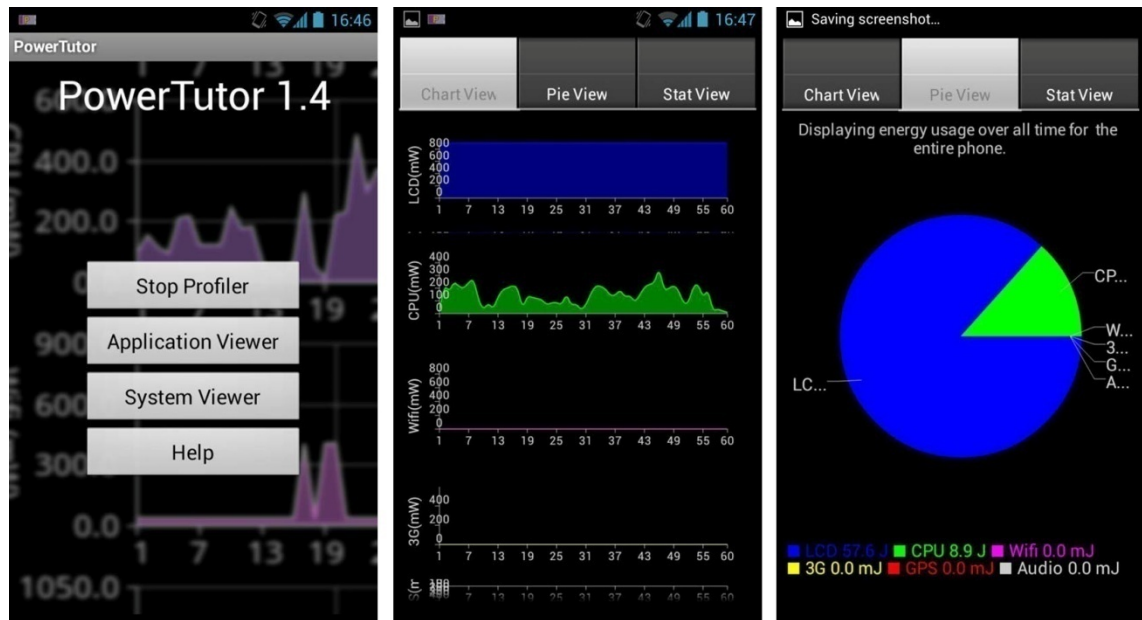 16:46
PowerTutor
PowerTutor 1.4
400.0
200.0
Stop Profiler
Application Viewer
System Viewer
Help
900
600
300
0.0
1 7 13 19
1050.0
16:47
Chart View Pie View Stat View
LCD(mW)
800
600
400
200
0
1 7 13 19 25 31 37 43 49 55 60
CPU(mW)
400
300
200
100
0
1 7 13 19 25 31 37 43 49 55 60
Wifi(mW)
800
600
400
200
0
1 7 13 19 25 31 37 43 49 55 60
3G(mW)
400
200
0
1 7 13 19 25 31 37 43 49 55 60
Saving screenshot...
Chart View Pie View Stat View
Displaying energy usage over all time for the
entire phone.
CP...
W...
3...
G...
A...
LC...
LCD 57.6 J CPU 8.9 J Wifi 0.0 mJ
3G 0.0 mJ GPS 0.0 mJ Audio 0.0 mJ